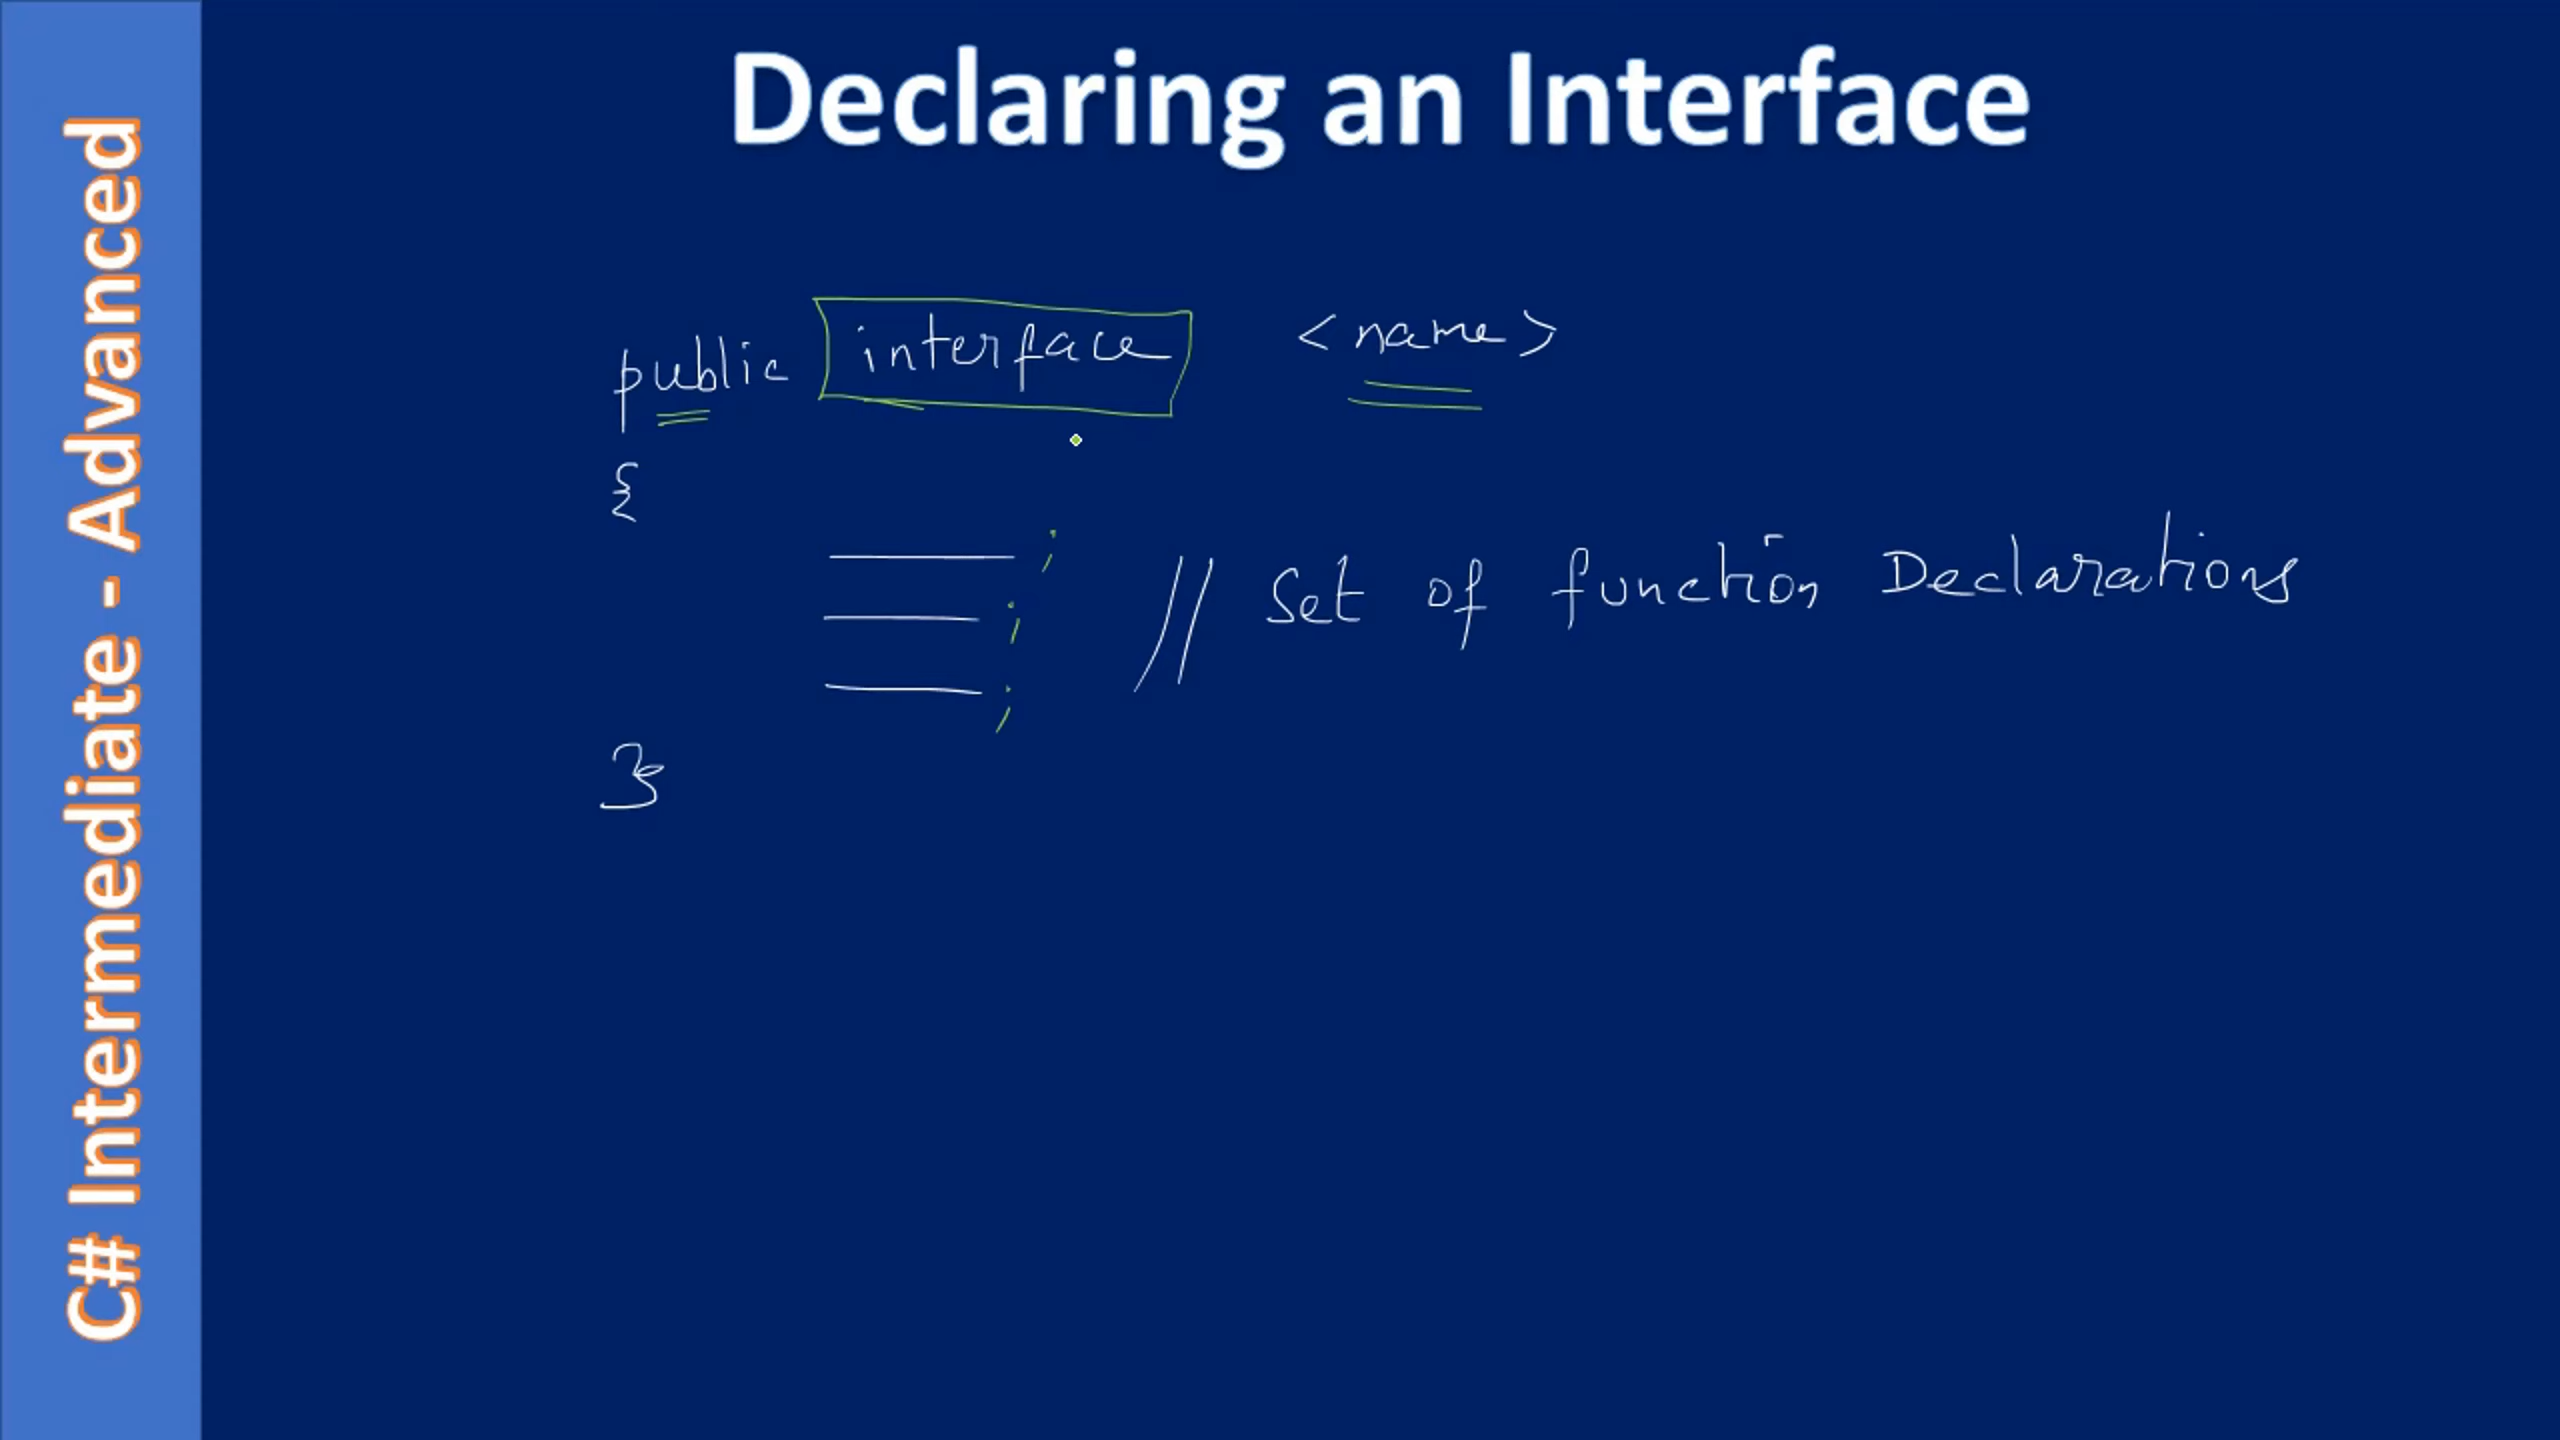 Declaring an Interface
C# Intermediate - Advanced
public interface <name>
{
; // Set of function Declarations
;
;
}